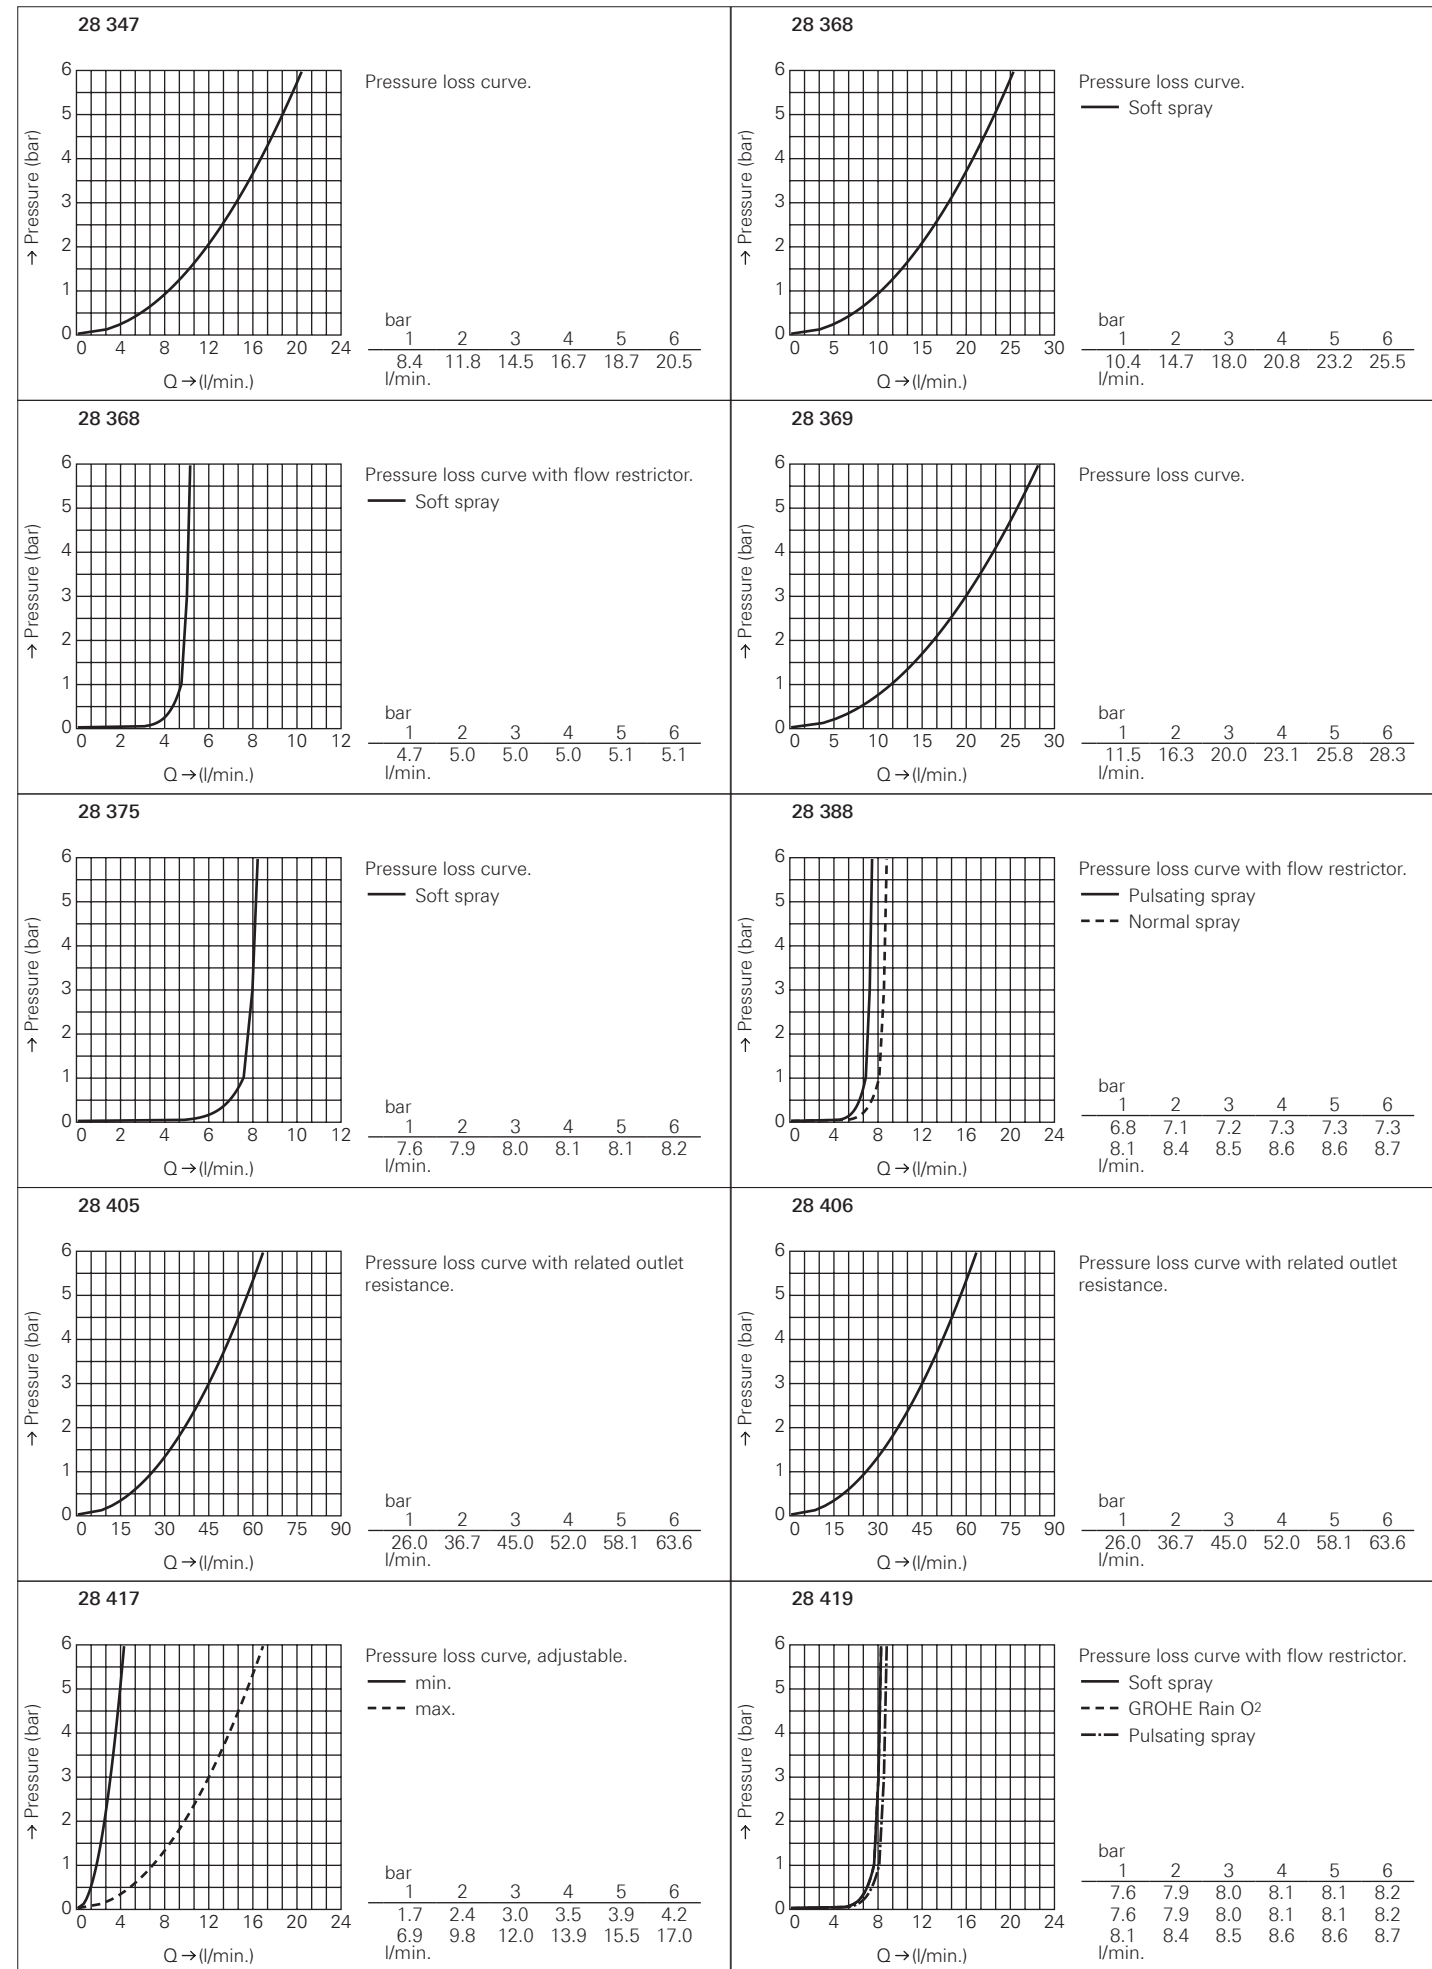 28 347
6
5
4
3
2
1
0
→ Pressure (bar)
0 4 8 12 16 20 24
Q → (l/min.)
Pressure loss curve.
bar
1 2 3 4 5 6
8.4 11.8 14.5 16.7 18.7 20.5
l/min.
28 368
6
5
4
3
2
1
0
→ Pressure (bar)
0 5 10 15 20 25 30
Q → (l/min.)
Pressure loss curve.
Soft spray
bar
1 2 3 4 5 6
10.4 14.7 18.0 20.8 23.2 25.5
l/min.
28 368
6
5
4
3
2
1
0
→ Pressure (bar)
0 2 4 6 8 10 12
Q → (l/min.)
Pressure loss curve with flow restrictor.
Soft spray
bar
1 2 3 4 5 6
4.7 5.0 5.0 5.0 5.1 5.1
l/min.
28 369
6
5
4
3
2
1
0
→ Pressure (bar)
0 5 10 15 20 25 30
Q → (l/min.)
Pressure loss curve.
bar
1 2 3 4 5 6
11.5 16.3 20.0 23.1 25.8 28.3
l/min.
28 375
6
5
4
3
2
1
0
→ Pressure (bar)
0 2 4 6 8 10 12
Q → (l/min.)
Pressure loss curve.
Soft spray
bar
1 2 3 4 5 6
7.6 7.9 8.0 8.1 8.1 8.2
l/min.
28 388
6
5
4
3
2
1
0
→ Pressure (bar)
0 4 8 12 16 20 24
Q → (l/min.)
Pressure loss curve with flow restrictor.
Pulsating spray
Normal spray
bar
1 2 3 4 5 6
6.8 7.1 7.2 7.3 7.3 7.3
8.1 8.4 8.5 8.6 8.6 8.7
l/min.
28 405
6
5
4
3
2
1
0
→ Pressure (bar)
0 15 30 45 60 75 90
Q → (l/min.)
Pressure loss curve with related outlet
resistance.
bar
1 2 3 4 5 6
26.0 36.7 45.0 52.0 58.1 63.6
l/min.
28 406
6
5
4
3
2
1
0
→ Pressure (bar)
0 15 30 45 60 75 90
Q → (l/min.)
Pressure loss curve with related outlet
resistance.
bar
1 2 3 4 5 6
26.0 36.7 45.0 52.0 58.1 63.6
l/min.
28 417
6
5
4
3
2
1
0
→ Pressure (bar)
0 4 8 12 16 20 24
Q → (l/min.)
Pressure loss curve, adjustable.
min.
max.
bar
1 2 3 4 5 6
1.7 2.4 3.0 3.5 3.9 4.2
6.9 9.8 12.0 13.9 15.5 17.0
l/min.
28 419
6
5
4
3
2
1
0
→ Pressure (bar)
0 4 8 12 16 20 24
Q → (l/min.)
Pressure loss curve with flow restrictor.
Soft spray
GROHE Rain O2
Pulsating spray
bar
1 2 3 4 5 6
7.6 7.9 8.0 8.1 8.1 8.2
7.6 7.9 8.0 8.1 8.1 8.2
8.1 8.4 8.5 8.6 8.6 8.7
l/min.